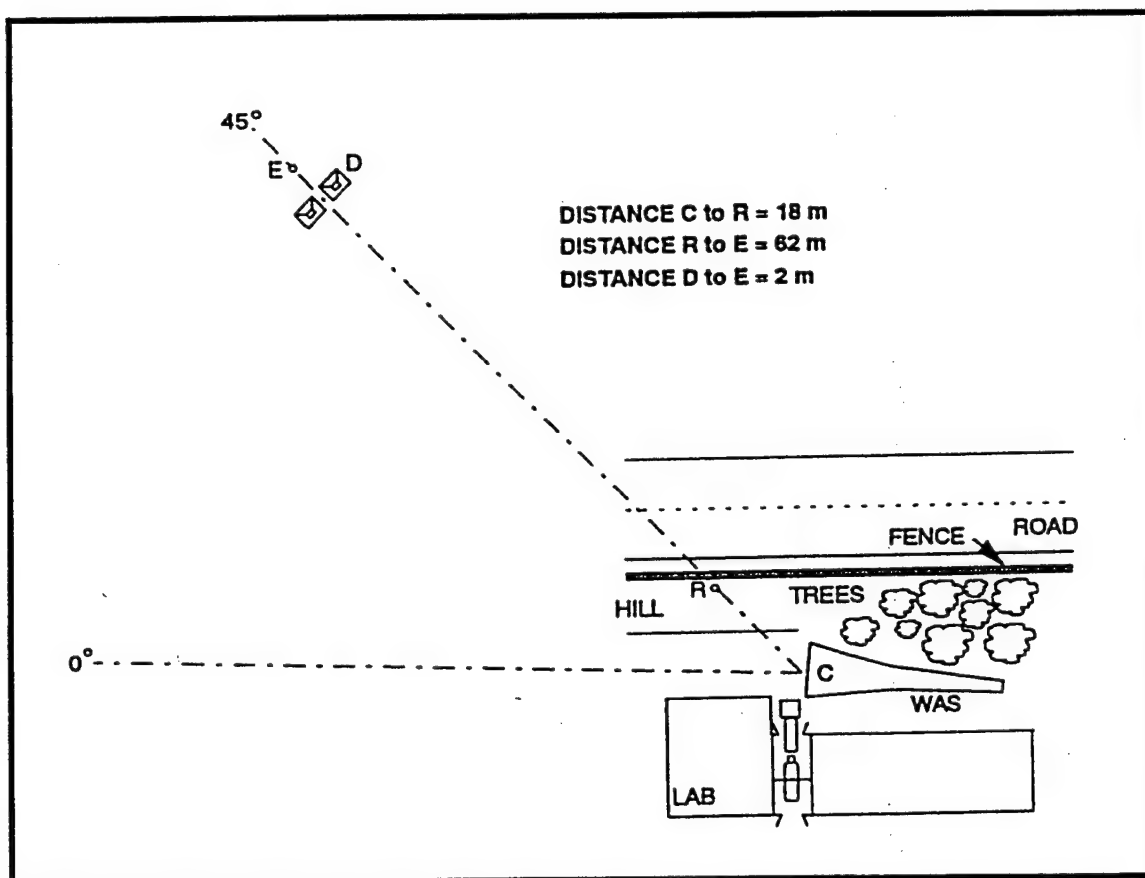 45°
E
D
DISTANCE C to R = 18 m
DISTANCE R to E = 62 m
DISTANCE D to E = 2 m
ROAD
FENCE
R
TREES
HILL
0°
C
WAS
LAB